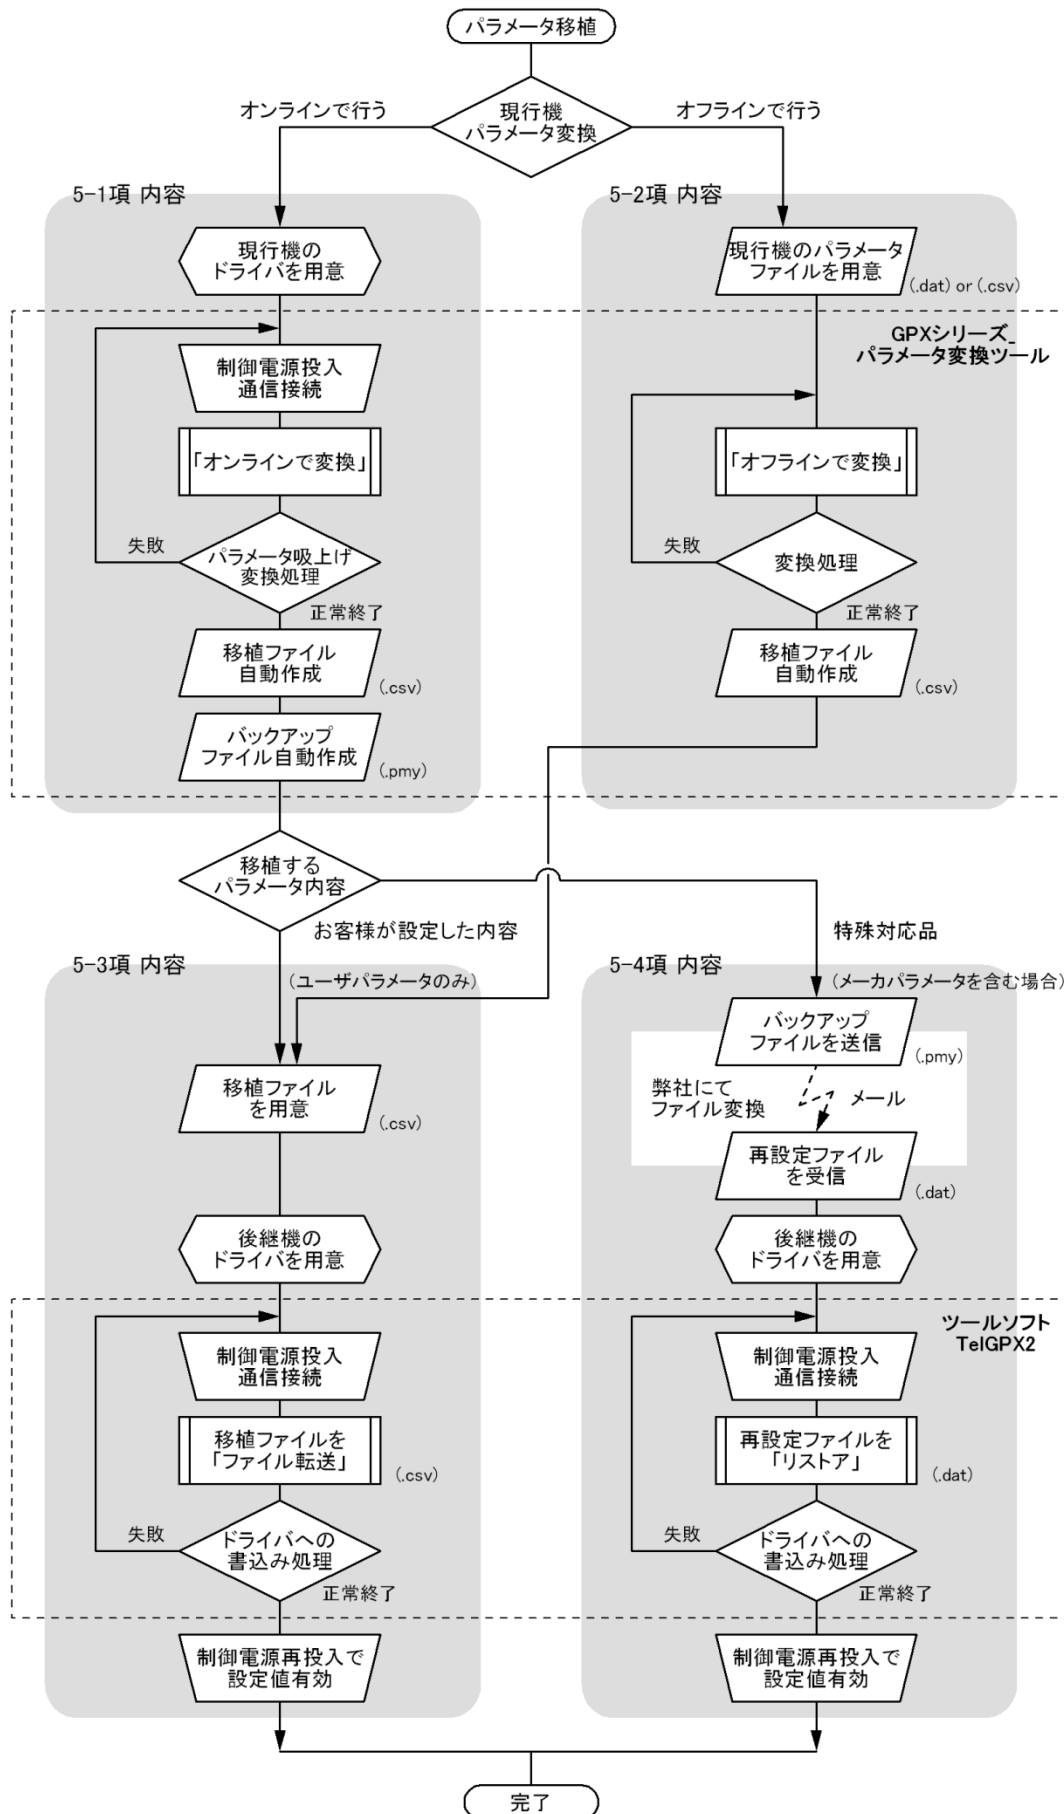 パラメータ移植
オンラインで行う
現行機
パラメータ変換
オフラインで行う
5-1項 内容
5-2項 内容
現行機の
ドライバを用意
現行機のパラメータ
ファイルを用意
(.dat) or (.csv)
GPXシリーズ_
パラメータ変換ツール
制御電源投入
通信接続
「オンラインで変換」
「オフラインで変換」
失敗
パラメータ吸上げ
変換処理
正常終了
失敗
変換処理
正常終了
移植ファイル
自動作成
(.csv)
移植ファイル
自動作成
(.csv)
バックアップ
ファイル自動作成
(.pmy)
移植する
パラメータ内容
お客様が設定した内容
特殊対応品
5-3項 内容
(ユーザパラメータのみ)
5-4項 内容
(メーカパラメータを含む場合)
バックアップ
ファイルを送信
(.pmy)
移植ファイル
を用意
(.csv)
弊社にて
ファイル変換
メール
再設定ファイル
を受信
(.dat)
後継機の
ドライバを用意
後継機の
ドライバを用意
ツールソフト
TelGPX2
制御電源投入
通信接続
制御電源投入
通信接続
移植ファイルを
「ファイル転送」
(.csv)
再設定ファイルを
「リストア」
(.dat)
失敗
ドライバへの
書込み処理
正常終了
失敗
ドライバへの
書込み処理
正常終了
制御電源再投入で
設定値有効
制御電源再投入で
設定値有効
完了